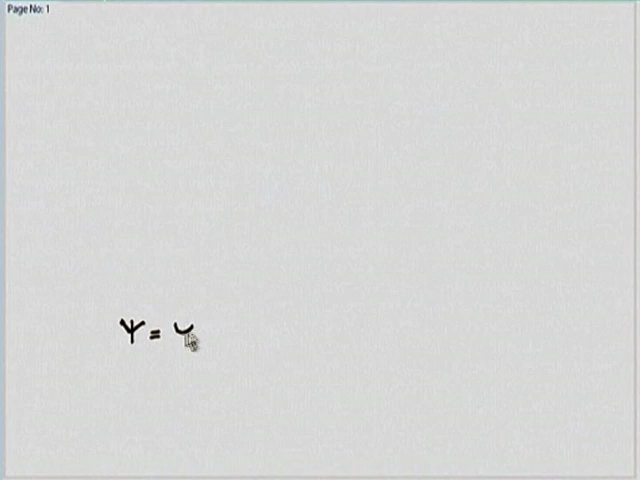 Page No: 1
Ψ =